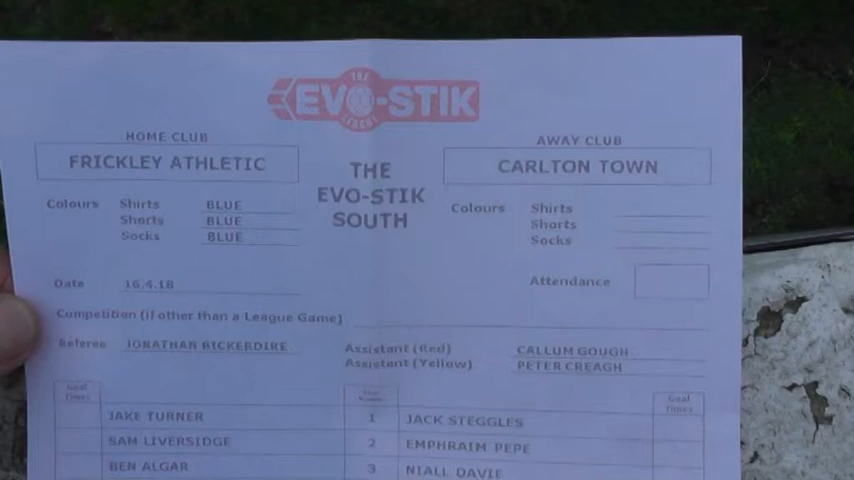 THE
EVO-STIK
LEAGUE
HOME CLUB
AWAY CLUB
FRICKLEY ATHLETIC
CARLTON TOWN
THE
EVO-STIK
SOUTH
Colours Shirts BLUE
Shorts BLUE
Socks BLUE
Colours Shirts
Shorts
Socks
Date 16.4.18
Attendance
Competition (if other than a League Game)
Referee JONATHAN BICKERDIKE
Assistant (Red) CALLUM GOUGH
Assistant (Yellow) PETER CREAGH
Goal Times
Goal Times
JAKE TURNER 1 JACK STEGGLES
SAM LIVERSIDGE 2 EMPHRAIM PEPE
BEN ALGAR 3 NIALL DAVIE